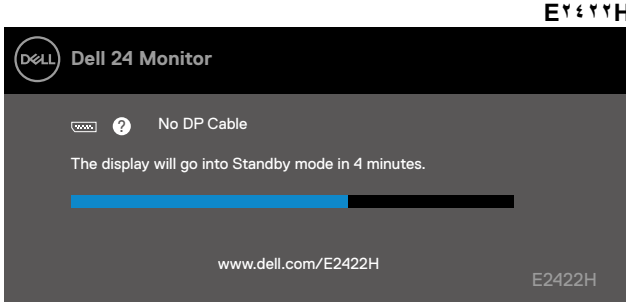 E٢٤٢٢H
DELL Dell 24 Monitor
? No DP Cable
The display will go into Standby mode in 4 minutes.
www.dell.com/E2422H
E2422H